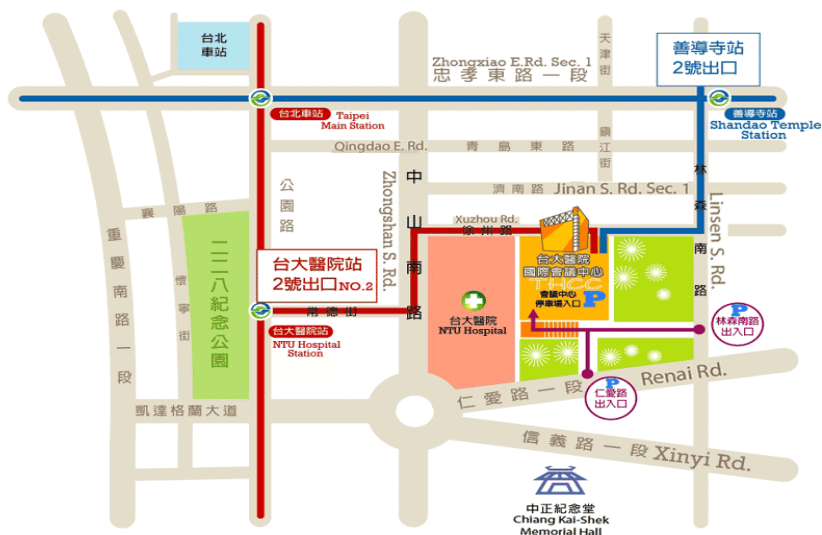 台北
車站
Zhongxiao E.Rd. Sec. 1
忠孝東路一段
天津街
善導寺站
2號出口
台北車站
Taipei
Main Station
善導寺站
Shandao Temple
Station
Qingdao E. Rd.
青島東路
鎮江街
林森南路
Linsen S. Rd.
濟南路 Jinan S. Rd. Sec. 1
中山南路
Zhongshan S. Rd.
公園路
襄陽路
懷寧街
重慶南路一段
二二八紀念公園
Xuzhou Rd.
徐州路
台大醫院站
2號出口NO.2
常德街
台大醫院站
NTU Hospital
Station
台大醫院
NTU Hospital
台大醫院
國際會議中心
THCC
會議中心
停車場入口
P
P
林森南路
出入口
P
仁愛路
出入口
凱達格蘭大道
仁愛路一段 Renai Rd.
信義路一段 Xinyi Rd.
中正紀念堂
Chiang Kai-Shek
Memorial Hall